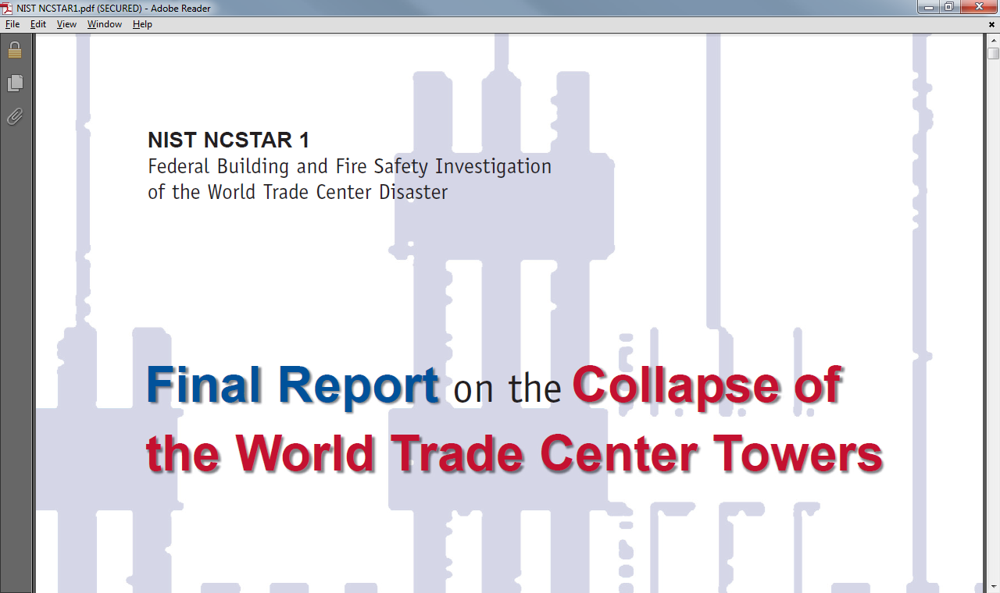 NIST NCSTAR1.pdf (SECURED) - Adobe Reader
File Edit View Window Help
NIST NCSTAR 1
Federal Building and Fire Safety Investigation
of the World Trade Center Disaster
Final Report on the Collapse of
the World Trade Center Towers